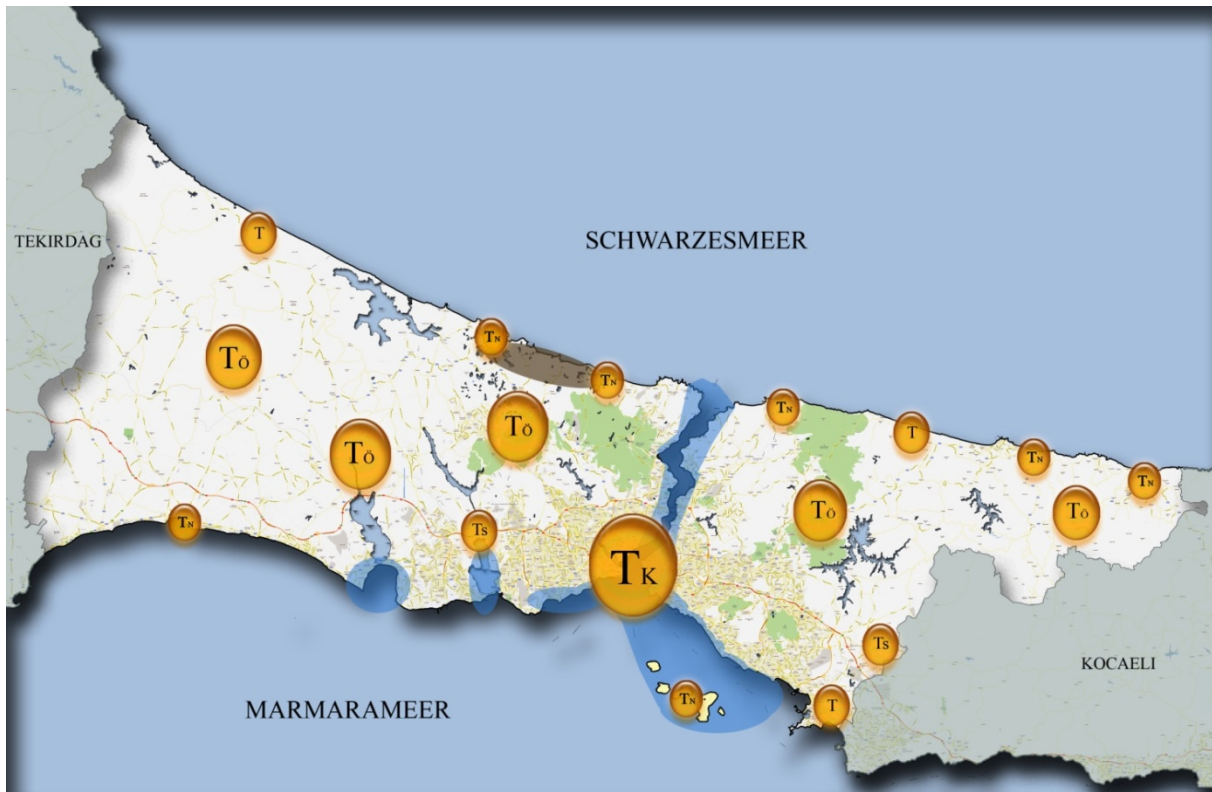 T
TEKIRDAG
SCHWARZESMEER
TN
TÖ
TN
TN
T
TÖ
TÖ
TN
TN
TÖ
TÖ
TN
Ts
TK
Ts
KOCAELI
TN
T
MARMARAMEER